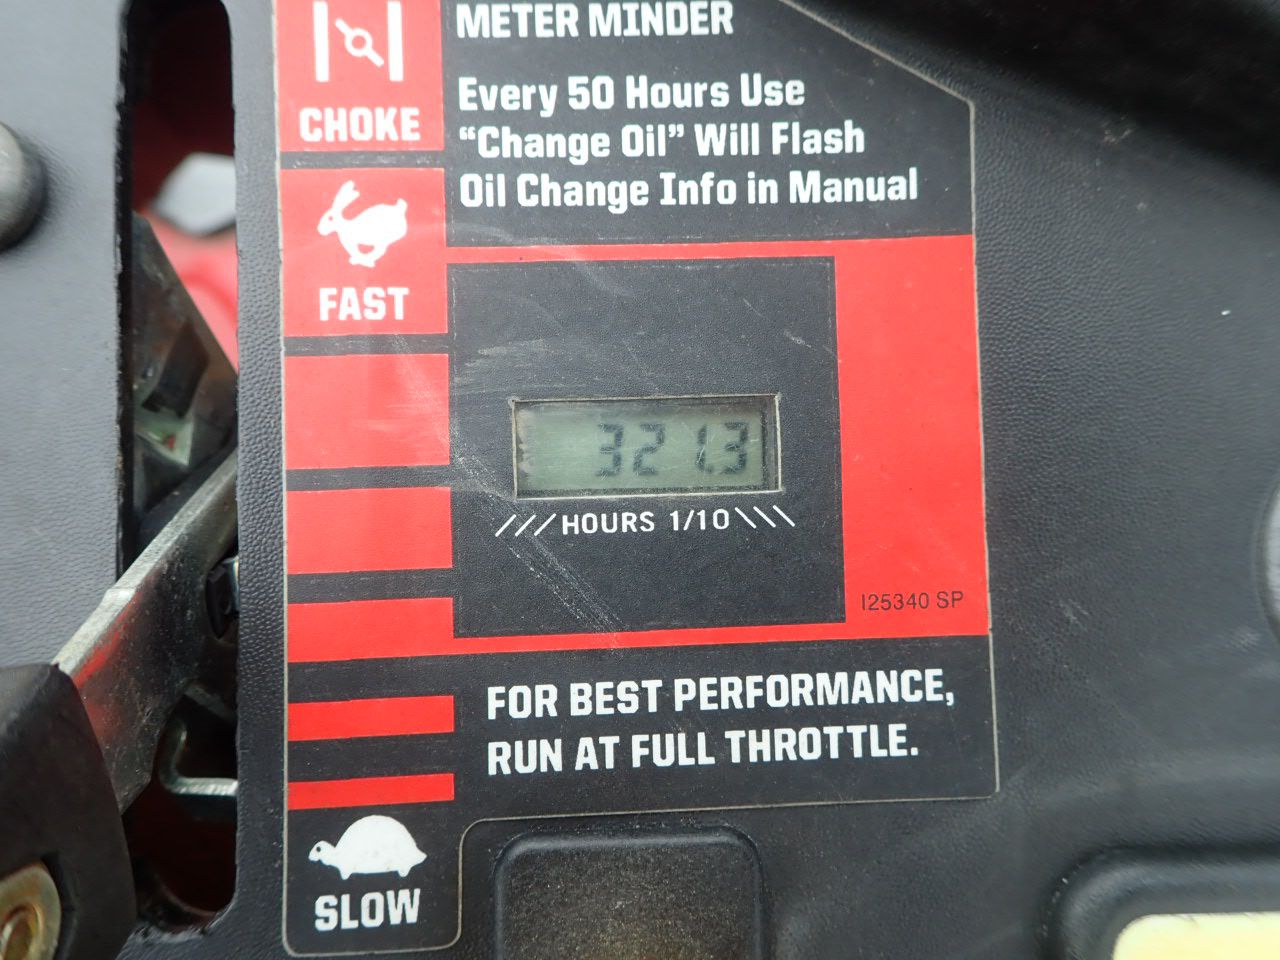 METER MINDER
Every 50 Hours Use
“Change Oil” Will Flash
Oil Change Info in Manual
CHOKE
FAST
321.3
///HOURS 1/10\\\
I25340 SP
FOR BEST PERFORMANCE,
RUN AT FULL THROTTLE.
SLOW